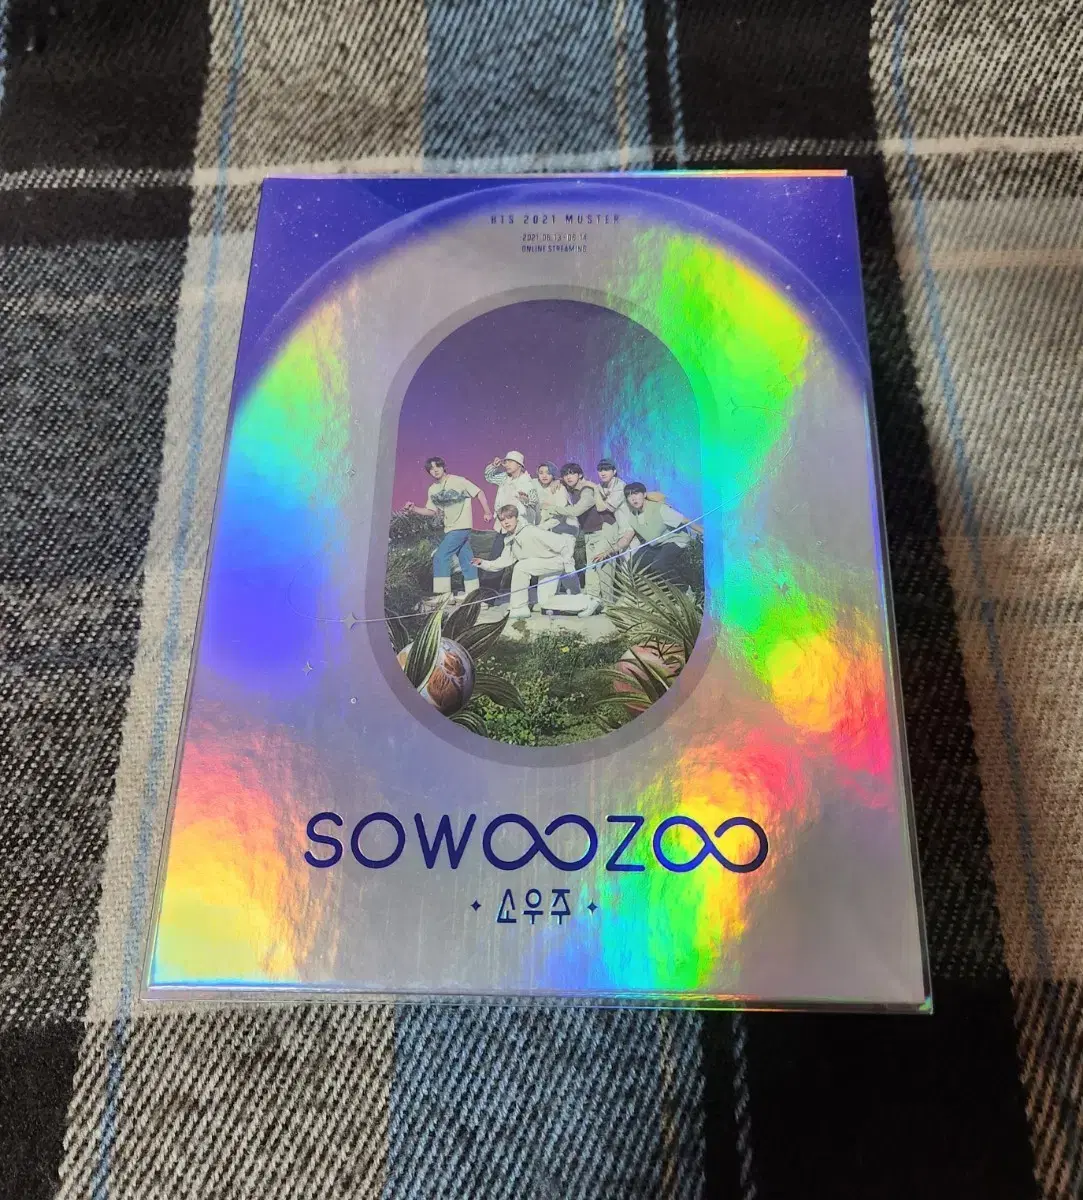 BTS 2021 MUSTER
2021.06.13-06.14
ONLINE STREAMING
SOWOOZOO
소우주